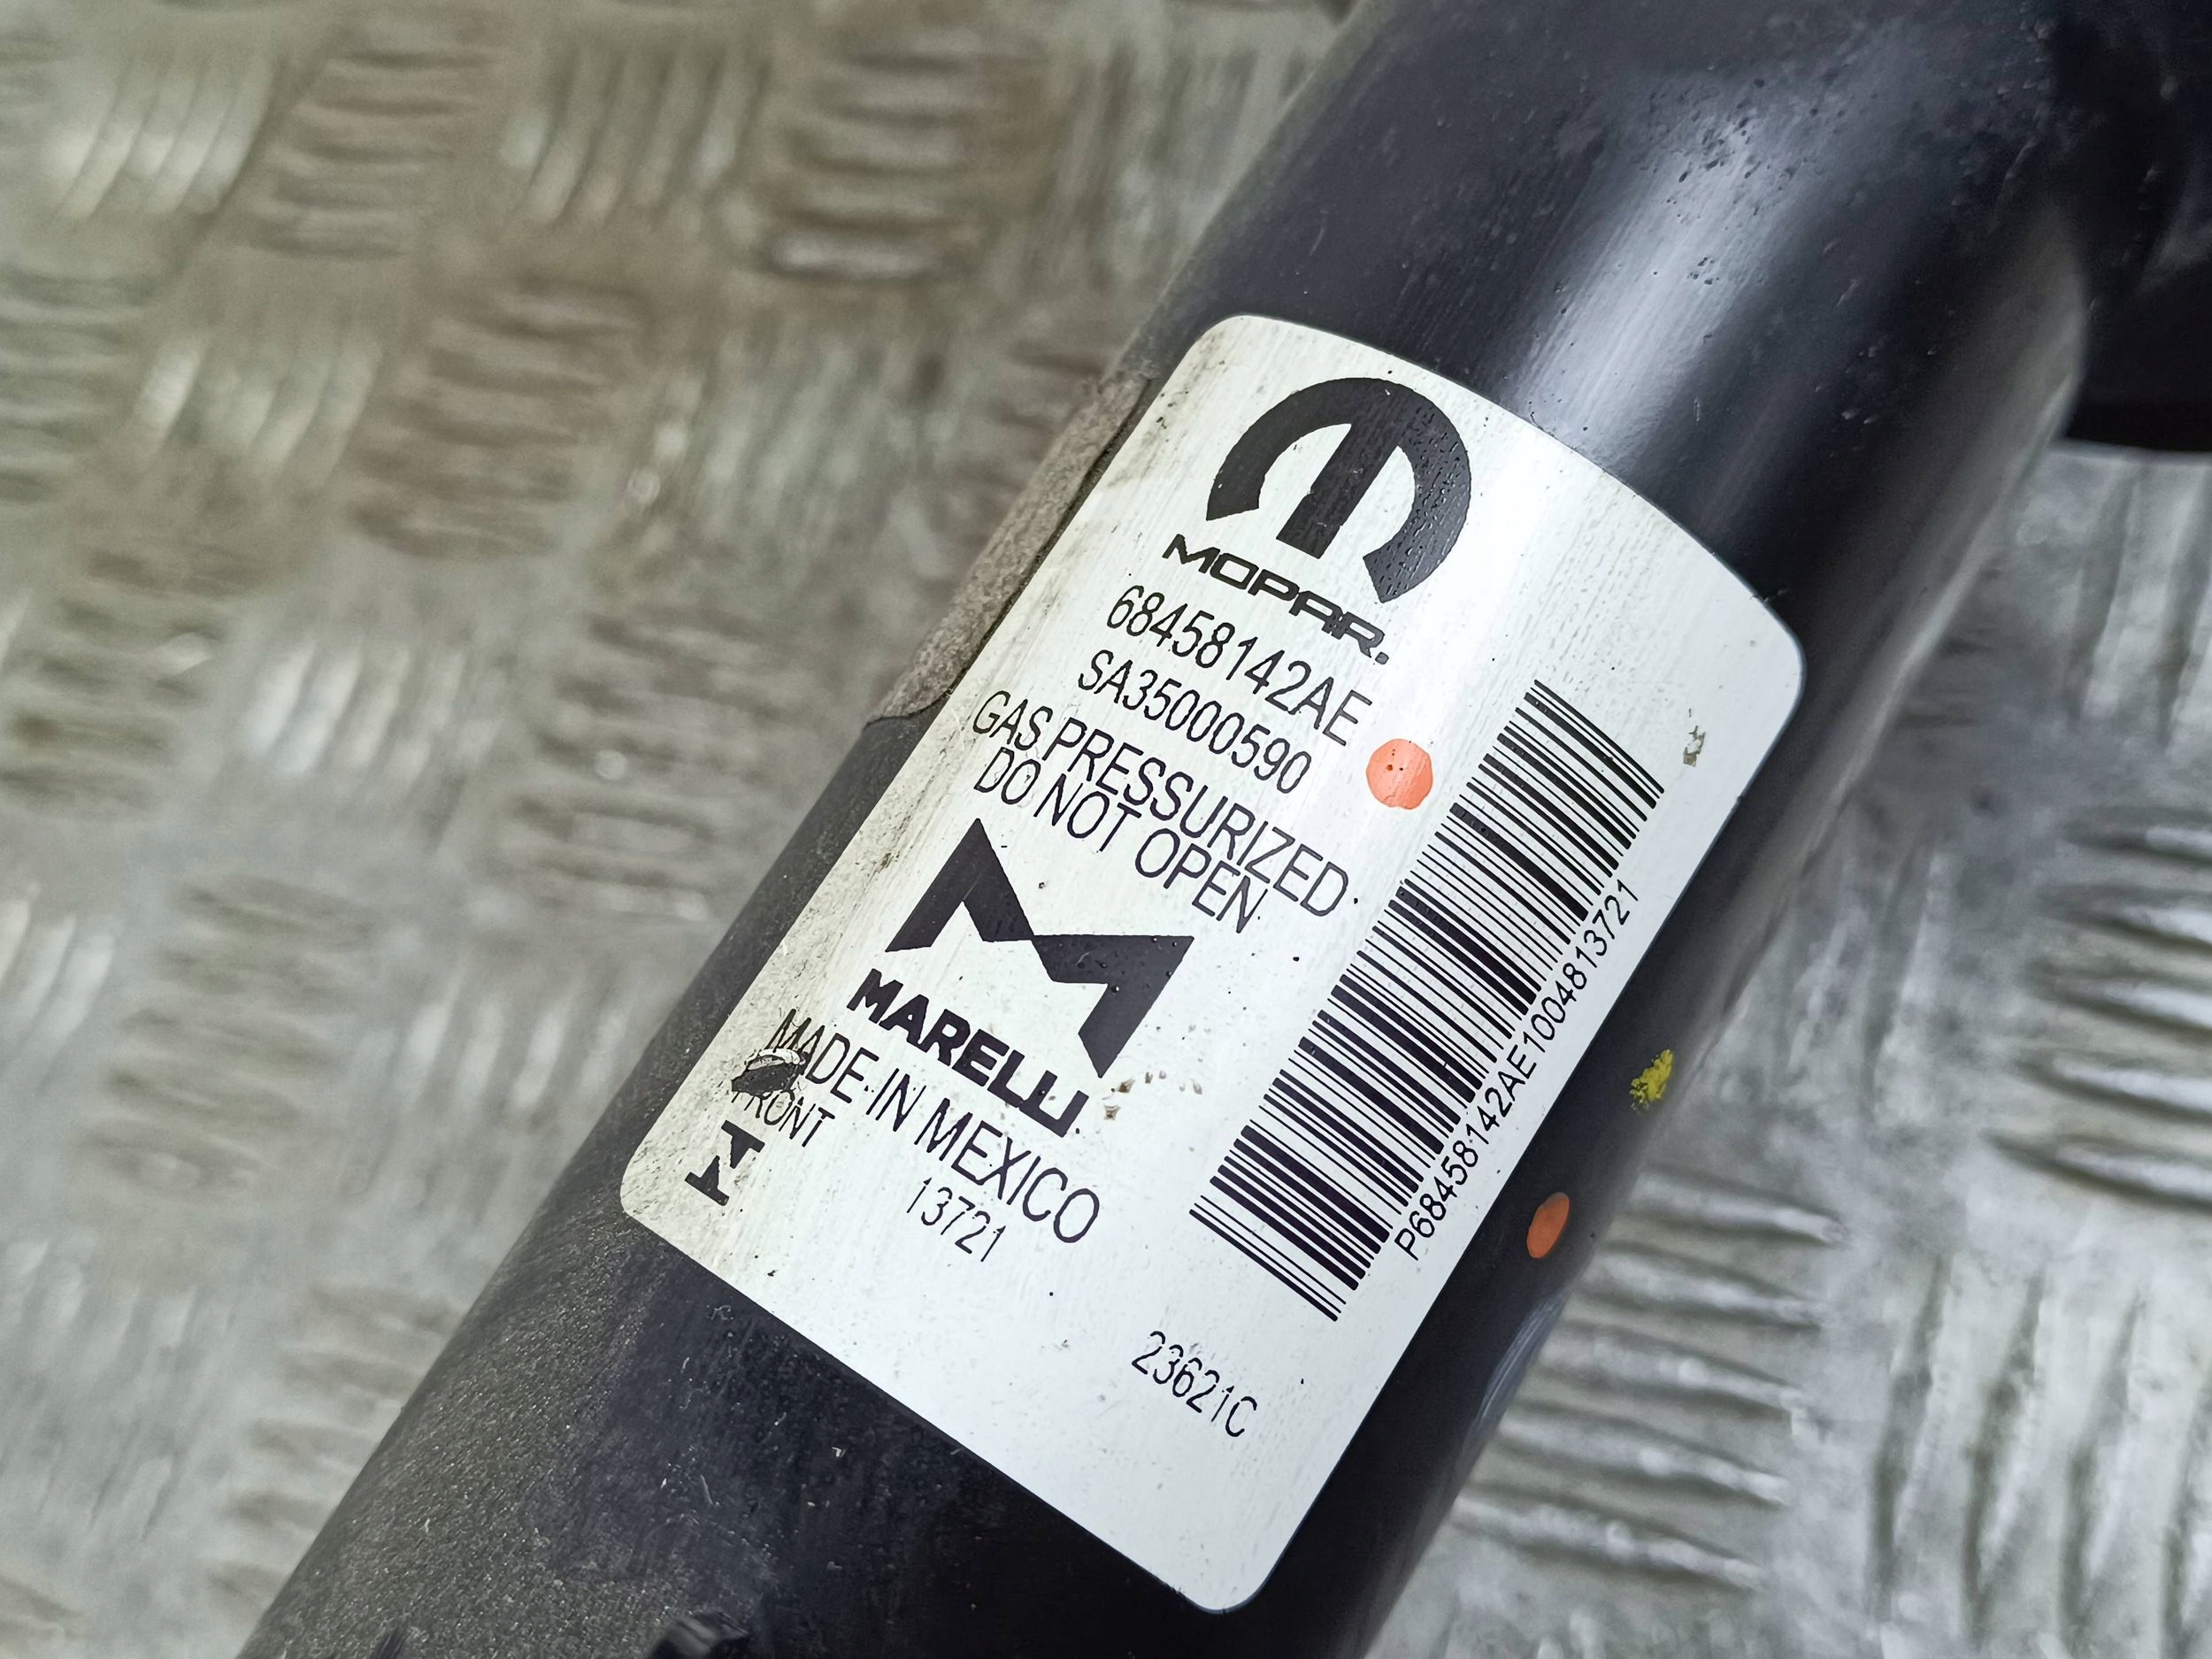 MOPAR.
68458142AE
SA35000590
GAS PRESSURIZED
DO NOT OPEN
MARELLI
MADE IN MEXICO
FRONT
13721
P68458142AE1004813721
23621C